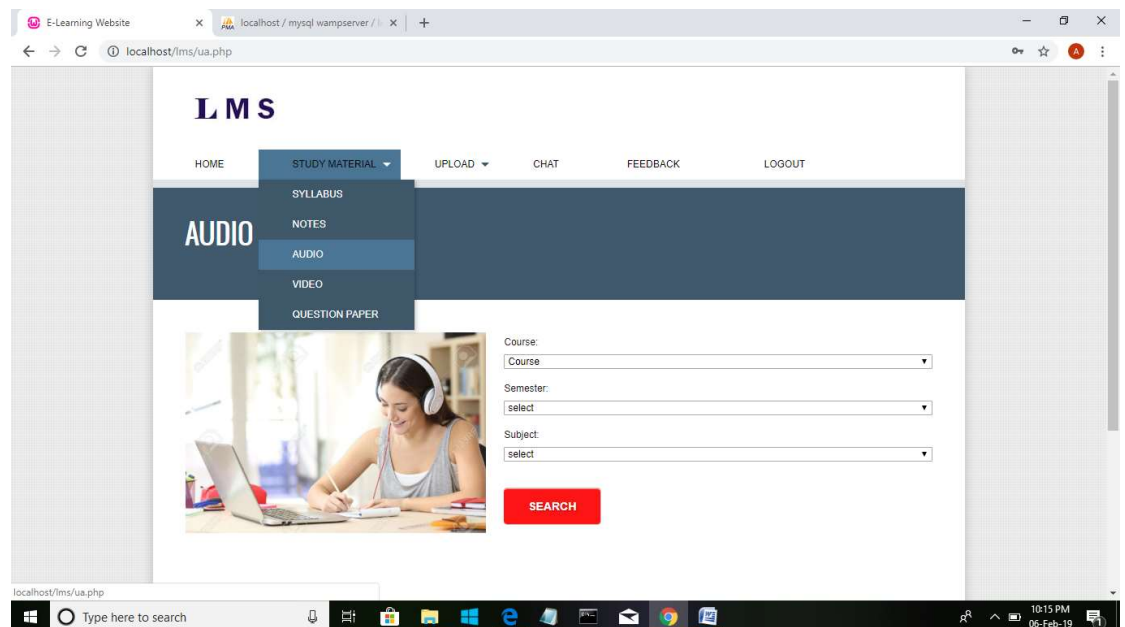 E-Learning Website
localhost / mysql wampserver / l
localhost/lms/ua.php
A
L M S
HOME STUDY MATERIAL UPLOAD CHAT FEEDBACK LOGOUT
SYLLABUS
NOTES
AUDIO
AUDIO
VIDEO
QUESTION PAPER
Course:
Course
Semester:
select
Subject:
select
SEARCH
localhost/lms/ua.php
Type here to search
10:15 PM
06-Feb-19